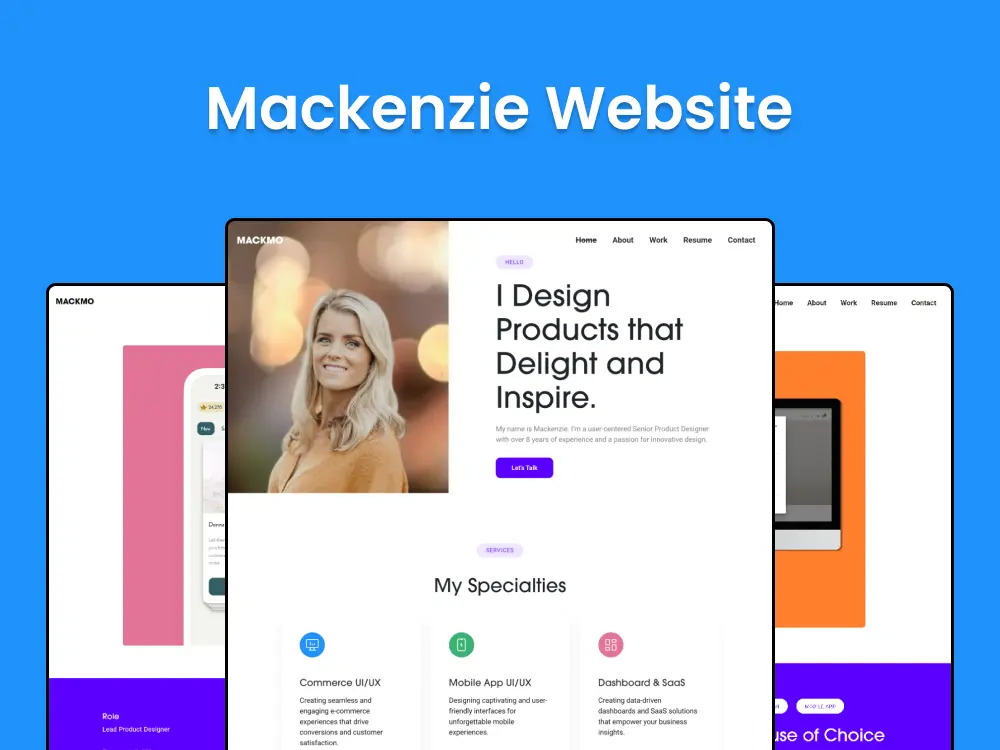 Mackenzie Website
MACKMO
Home About Work Resume Contact
HELLO
I Design
Products that
Delight and
Inspire.
My name is Mackenzie. I'm a user-centered Senior Product Designer
with over 8 years of experience and a passion for innovative design.
Let's Talk
SERVICES
My Specialties
Commerce UI/UX
Creating seamless and
engaging e-commerce
experiences that drive
conversions and customer
satisfaction.
Mobile App UI/UX
Designing captivating and user-
friendly interfaces for
unforgettable mobile
experiences.
Dashboard & SaaS
Creating data-driven
dashboards and SaaS solutions
that empower your business
insights.
MACKMO
2:3
24,276
New
Role
Lead Product Designer
Home About Work Resume Contact
MOBILE APP
use of Choice